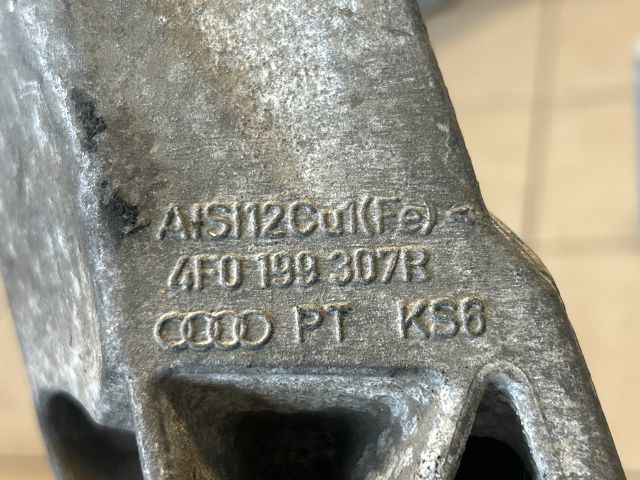 >AlSi12Cu1(Fe)<
4F0 199 307R
PT KS6